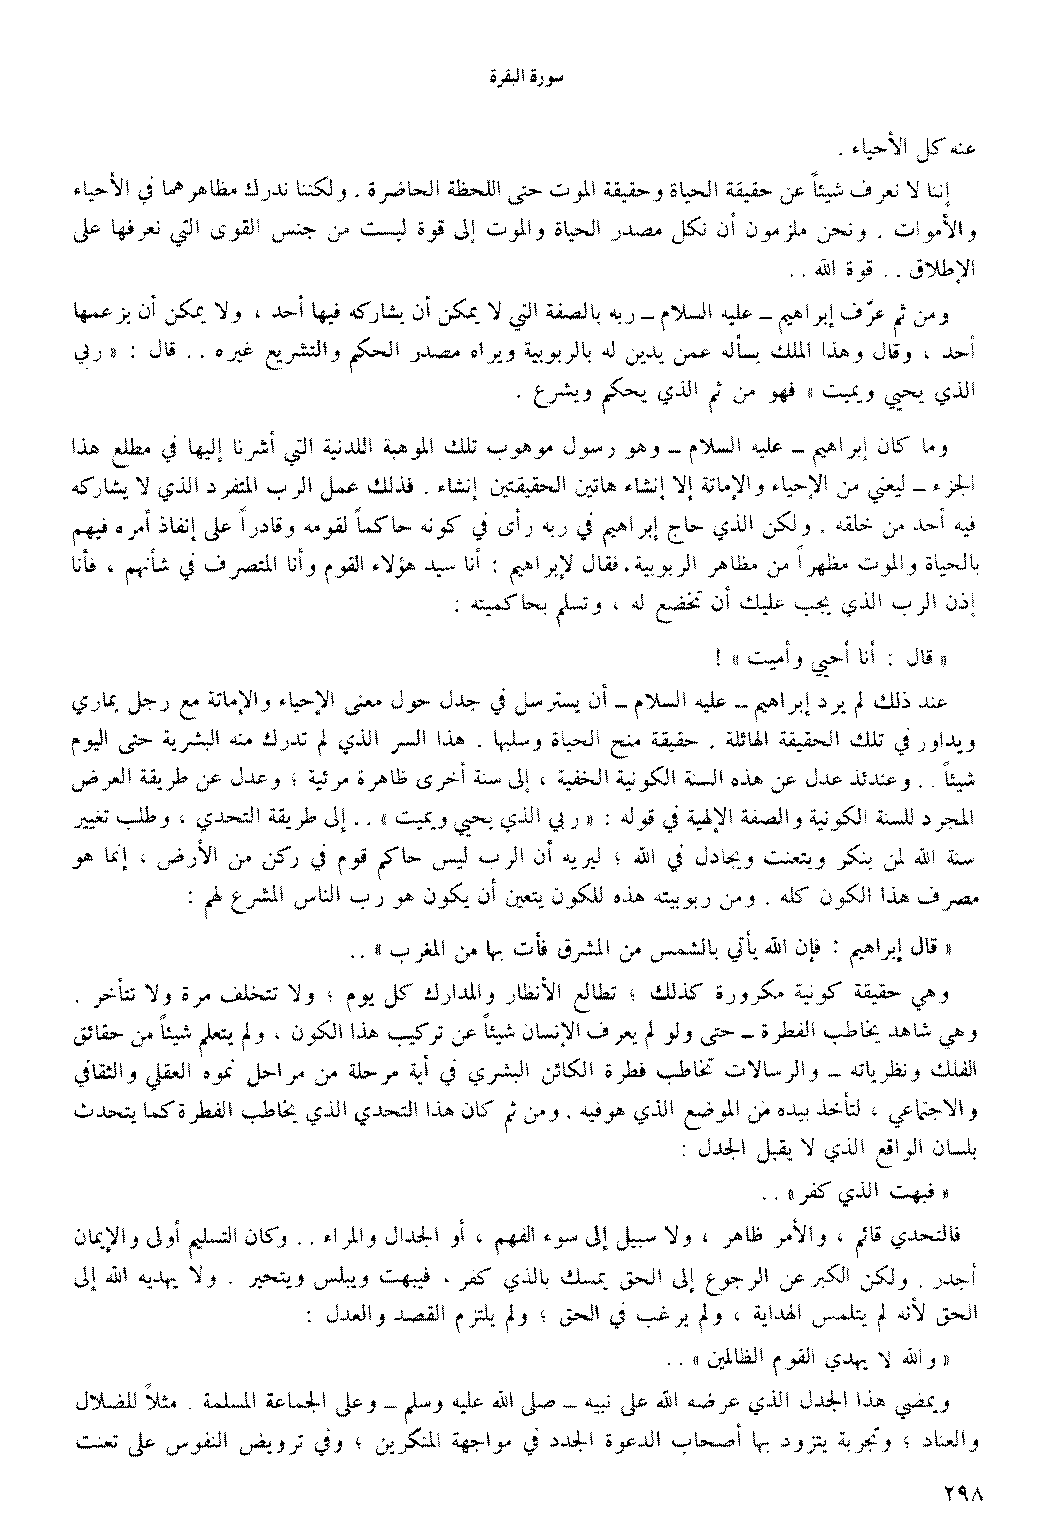 سورة البقرة
عنه كل الأحياء .
إننا لا نعرف شيئاً عن حقيقة الحياة وحقيقة الموت حتى اللحظة الحاضرة . ولكننا ندرك مظاهرهما في الأحياء
والأموات . ونحن ملزمون أن نكل مصدر الحياة والموت إلى قوة ليست من جنس القوى التي نعرفها على
الإطلاق . . قوة الله . .
ومن ثم عرّف إبراهيم – عليه السلام – ربه بالصفة التي لا يمكن أن يشاركه فيها أحد ، ولا يمكن أن يزعمها
أحد ، وقال وهذا الملك يسأله عمن يدين له بالربوبية ويراه مصدر الحكم والتشريع غيره . . قال : « ربي
الذي يحيي ويميت » فهو من ثم الذي يحكم ويشرع .
وما كان إبراهيم – عليه السلام – وهو رسول موهوب تلك الموهبة اللدنية التي أشرنا إليها في مطلع هذا
الجزء – ليعني من الإحياء والإماتة إلا إنشاء هاتين الحقيقتين إنشاء . فذلك عمل الرب المتفرد الذي لا يشاركه
فيه أحد من خلقه . ولكن الذي حاج إبراهيم في ربه رأى في كونه حاكماً لقومه وقادراً على إنفاذ أمره فيهم
بالحياة والموت مظهراً من مظاهر الربوبية . فقال لإبراهيم : أنا سيد هؤلاء القوم وأنا المتصرف في شأنهم ، فأنا
إذن الرب الذي يجب عليك أن تخضع له ، وتسلم بحاكميته :
« قال : أنا أحيي وأميت » !
عند ذلك لم يرد إبراهيم – عليه السلام – أن يسترسل في جدل حول معنى الإحياء والإماتة مع رجل يماري
ويداور في تلك الحقيقة الهائلة . حقيقة منح الحياة وسلبها . هذا السر الذي لم تدرك منه البشرية حتى اليوم
شيئاً . . وعندئذ عدل عن هذه السنة الكونية الخفية ، إلى سنة أخرى ظاهرة مرئية ؛ وعدل عن طريقة العرض
المجرد للسنة الكونية والصفة الإلهية في قوله : « ربي الذي يحيي ويميت » . . إلى طريقة التحدي ، وطلب تغيير
سنة الله لمن ينكر ويتعنت ويجادل في الله ؛ ليريه أن الرب ليس حاكم قوم في ركن من الأرض ، إنما هو
مصرف هذا الكون كله . ومن ربوبيته هذه للكون يتعين أن يكون هو رب الناس المشرع لهم :
« قال إبراهيم : فإن الله يأتي بالشمس من المشرق فأت بها من المغرب » . .
وهي حقيقة كونية مكرورة كذلك ؛ تطالع الأنظار والمدارك كل يوم ؛ ولا تتخلف مرة ولا تتأخر .
وهي شاهد يخاطب الفطرة – حتى ولو لم يعرف الإنسان شيئاً عن تركيب هذا الكون ، ولم يتعلم شيئاً من حقائق
الفلك ونظرياته – والرسالات تخاطب فطرة الكائن البشري في أية مرحلة من مراحل نموه العقلي والثقافي
والاجتماعي ، لتأخذ بيده من الموضع الذي هو فيه . ومن ثم كان هذا التحدي الذي يخاطب الفطرة كما يتحدث
بلسان الواقع الذي لا يقبل الجدل :
« فبهت الذي كفر » . .
فالتحدي قائم ، والأمر ظاهر ، ولا سبيل إلى سوء الفهم ، أو الجدال والمراء . . وكان التسليم أولى والإيمان
أجدر . ولكن الكبر عن الرجوع إلى الحق يمسك بالذي كفر ، فيبهت ويبلس ويتحير . ولا يهديه الله إلى
الحق لأنه لم يتلمس الهداية ، ولم يرغب في الحق ؛ ولم يلتزم القصد والعدل :
« والله لا يهدي القوم الظالمين » . .
ويمضي هذا الجدل الذي عرضه الله على نبيه – صلى الله عليه وسلم – وعلى الجماعة المسلمة . مثلاً للضلال
والعناد ؛ وتجربة يتزود بها أصحاب الدعوة الجدد في مواجهة المنكرين ؛ وفي ترويض النفوس على تعنت
٢٩٨